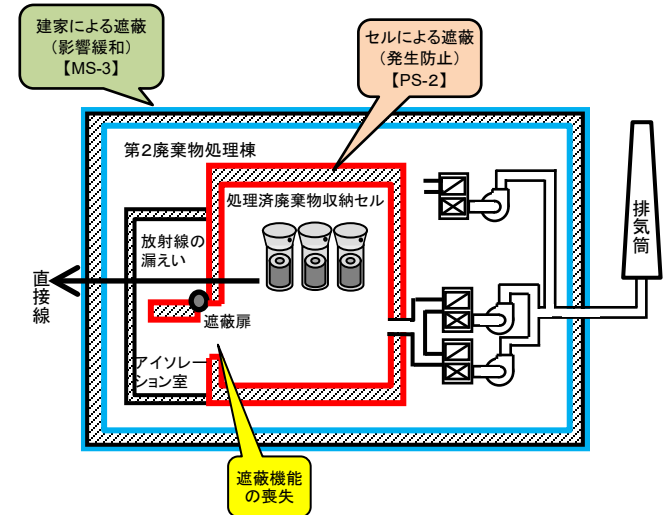 建家による遮蔽
（影響緩和）
【MS-3】
セルによる遮蔽
（発生防止）
【PS-2】
第２廃棄物処理棟
処理済廃棄物収納セル
放射線の
漏えい
直接線
遮蔽扉
アイソレー
ション室
排気筒
遮蔽機能
の喪失